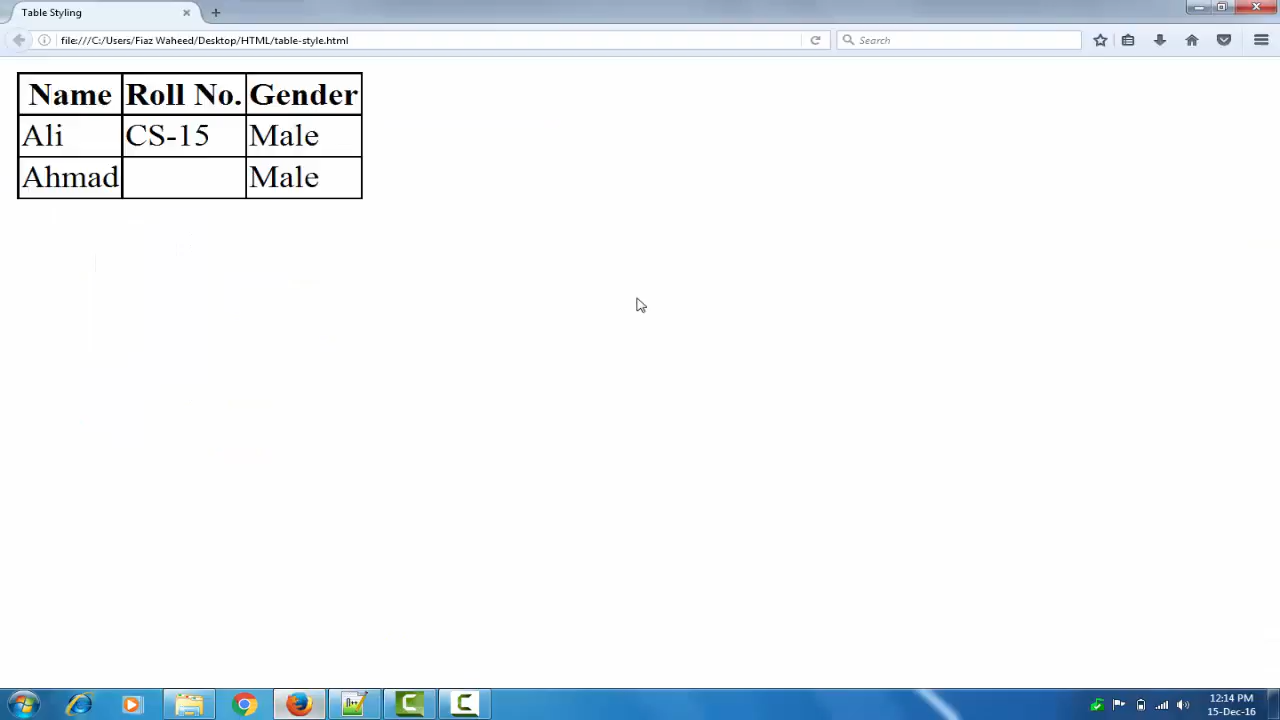 Table Styling
file:///C:/Users/Fiaz Waheed/Desktop/HTML/table-style.html
Search
Name Roll No. Gender
Ali CS-15 Male
Ahmad Male
12:14 PM
15-Dec-16